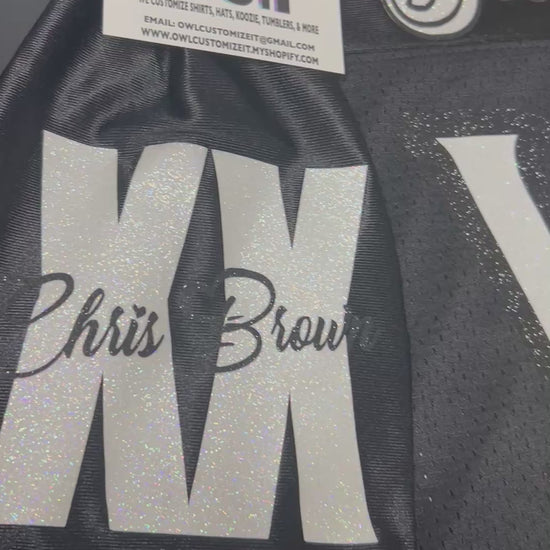 WE CUSTOMIZE SHIRTS, HATS, KOOZIE, TUMBLERS, & MORE
EMAIL: OWLCUSTOMIZEIT@GMAIL.COM
WWW.OWLCUSTOMIZEIT.MYSHOPIFY.COM
XX
Chris Brown